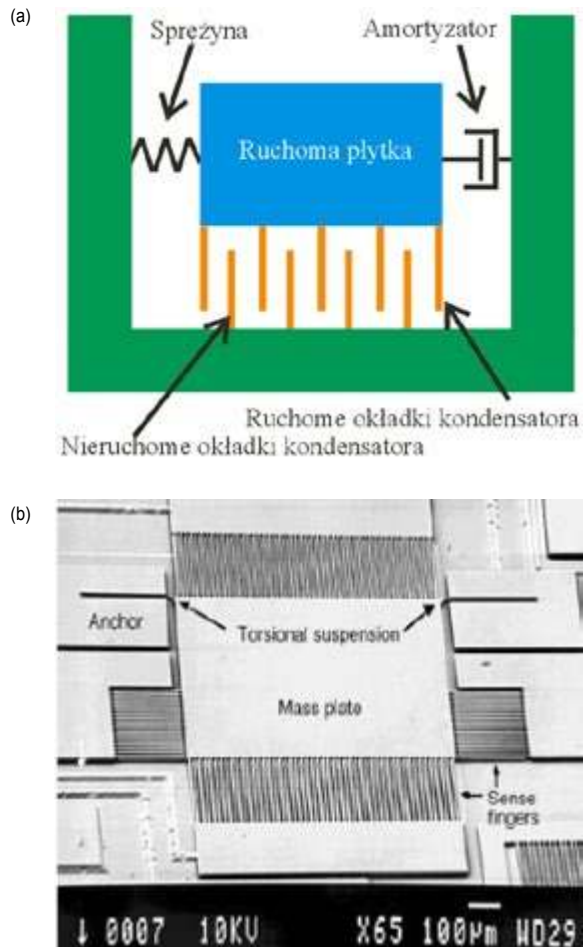 (a)
Sprężyna
Amortyzator
Ruchoma płytka
Ruchome okładki kondensatora
Nieruchome okładki kondensatora
(b)
Anchor
Torsional suspension
Mass plate
Sense
fingers
↓ 0007 10KV X65 100μm WD29